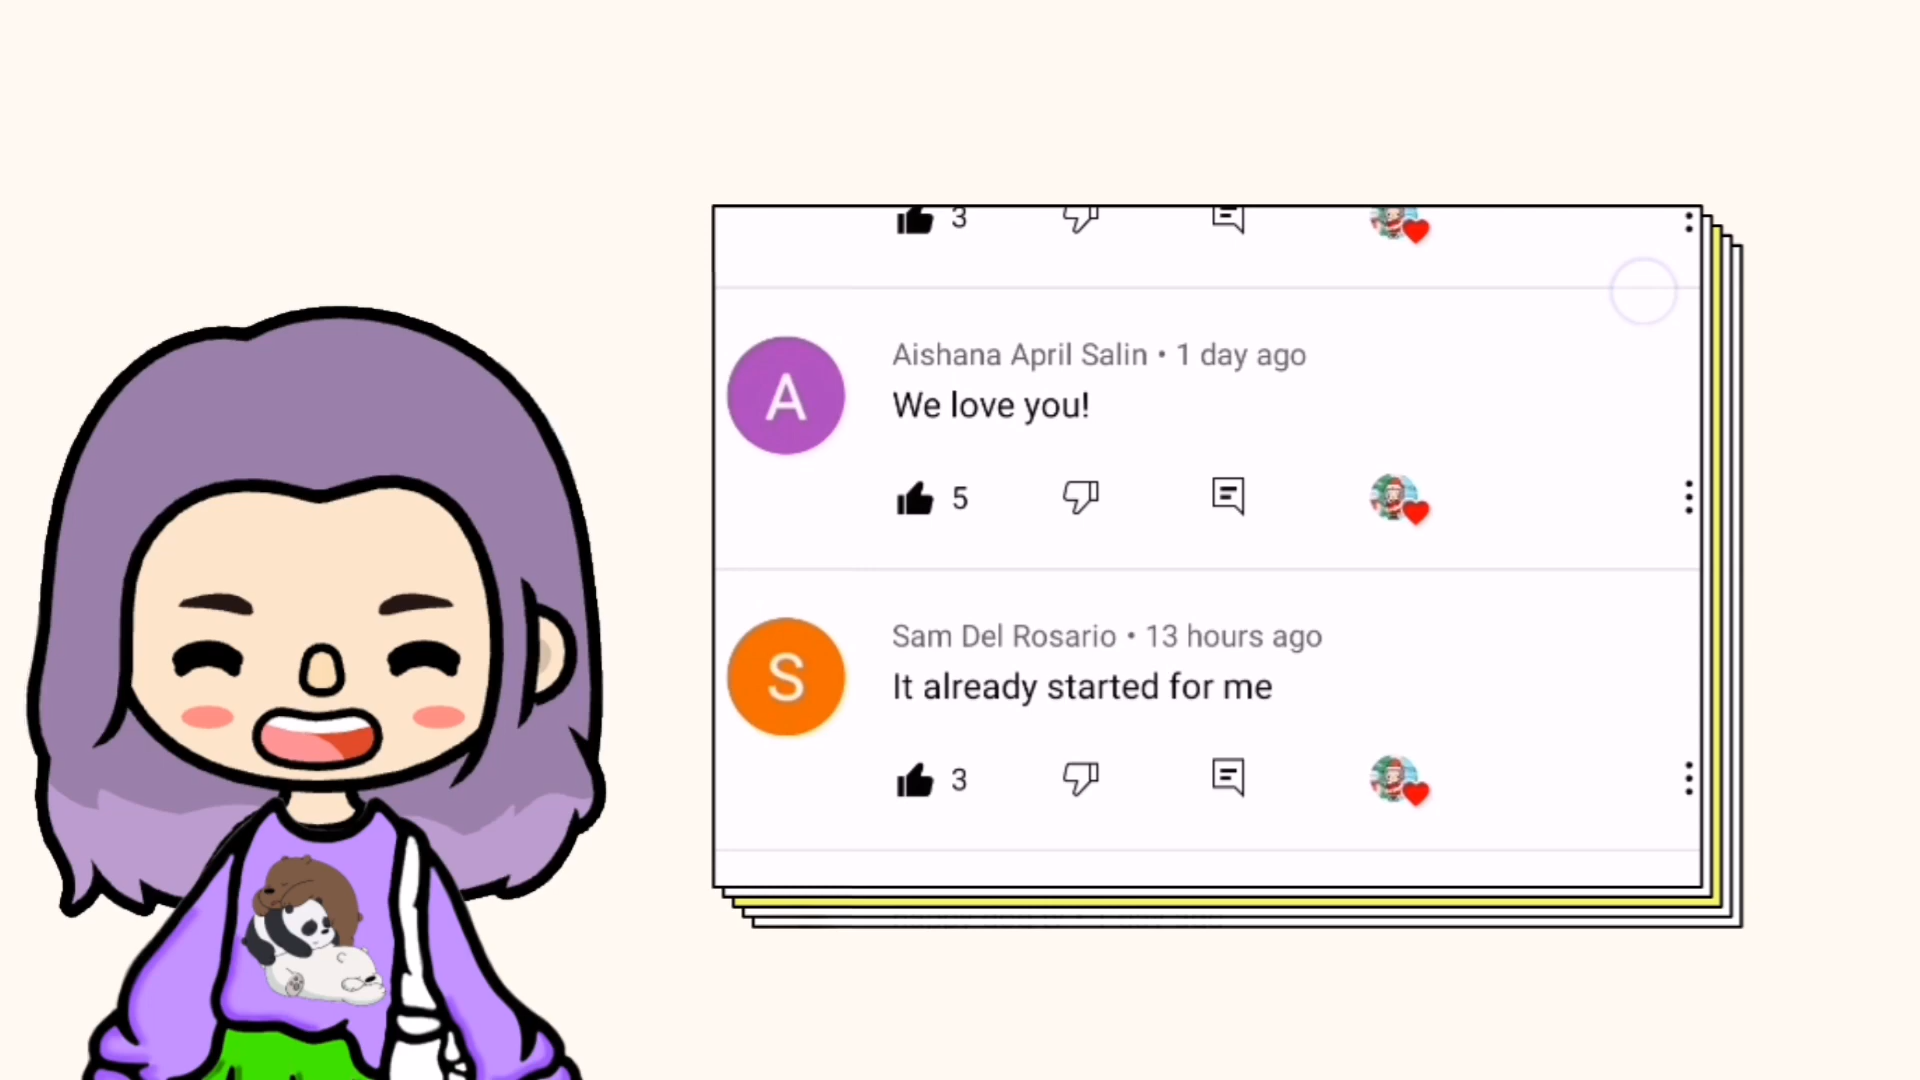 3
A
Aishana April Salin • 1 day ago
We love you!
5
S
Sam Del Rosario • 13 hours ago
It already started for me
3